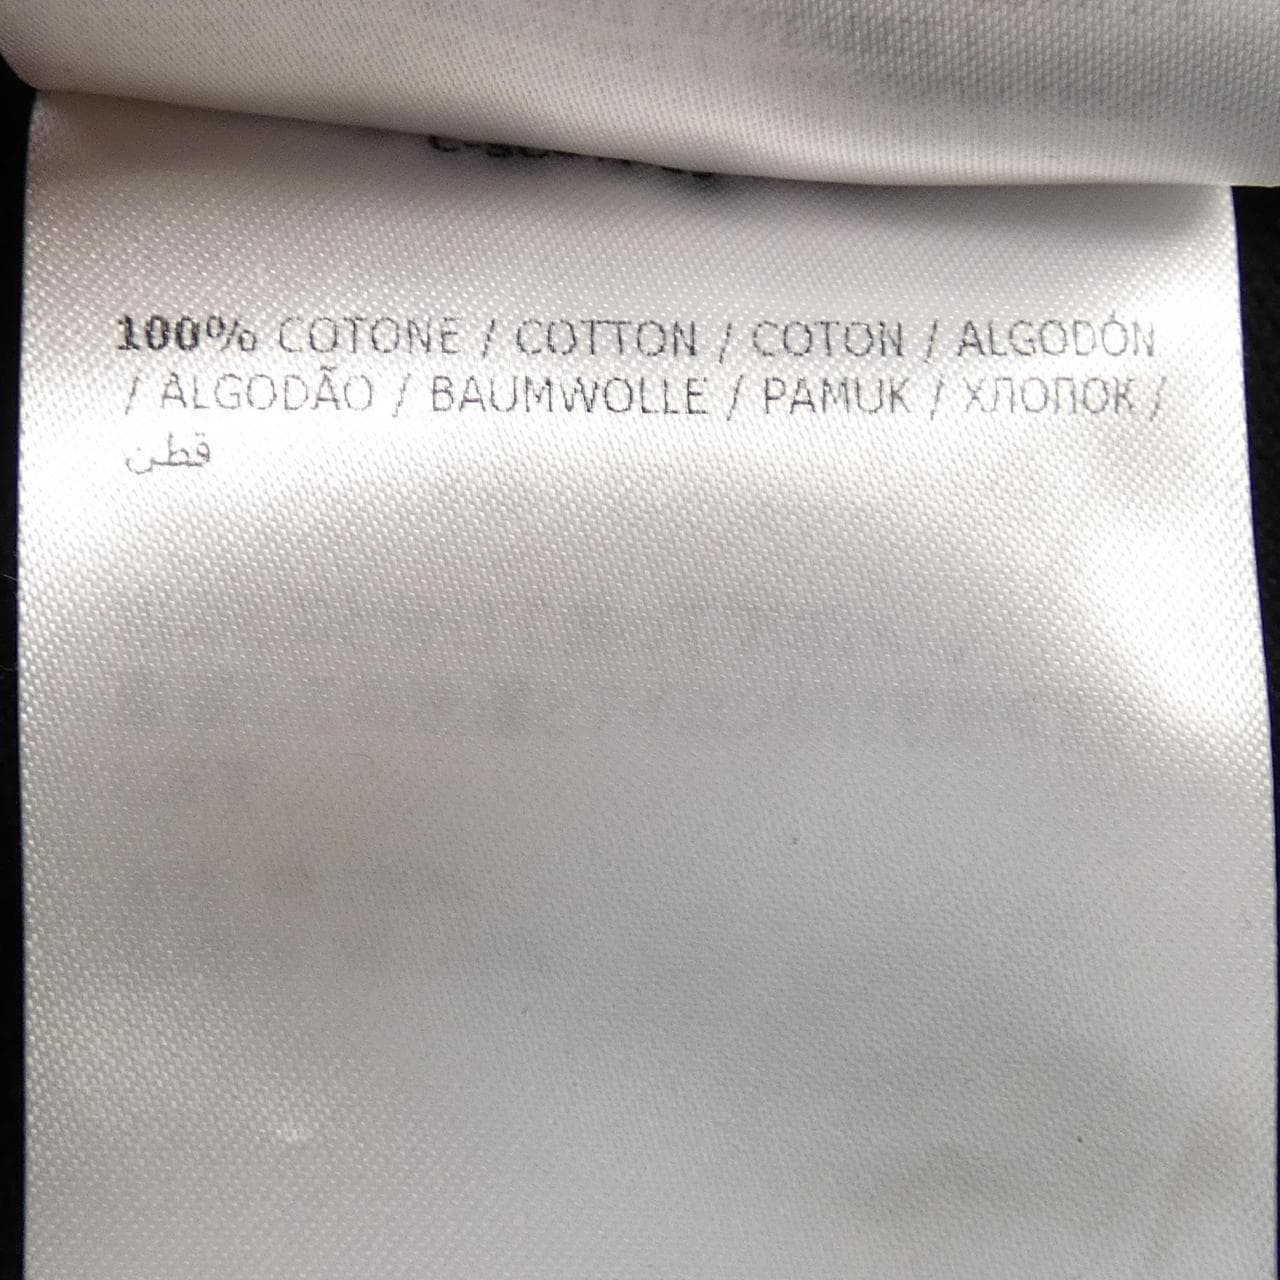 100% COTONE / COTTON / COTON / ALGODÓN
/ ALGODÃO / BAUMWOLLE / PAMUK / ХЛОПОК /
قطن